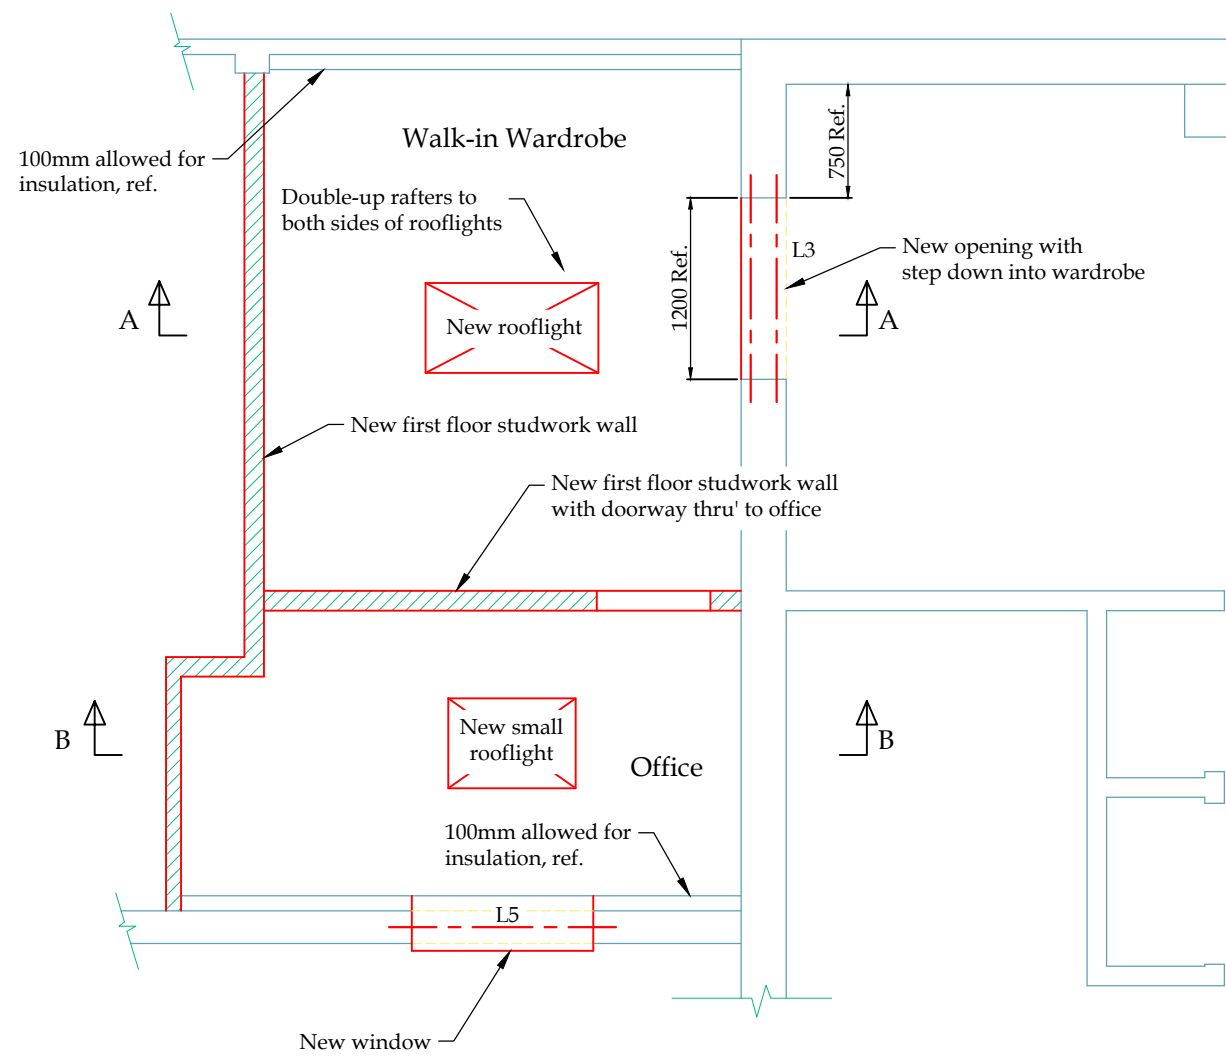 750 Ref.
Walk-in Wardrobe
100mm allowed for
insulation, ref.
Double-up rafters to
both sides of rooflights
L3
New opening with
step down into wardrobe
1200 Ref.
A
New rooflight
A
New first floor studwork wall
New first floor studwork wall
with doorway thru' to office
B
New small
rooflight
B
Office
100mm allowed for
insulation, ref.
L5
New window